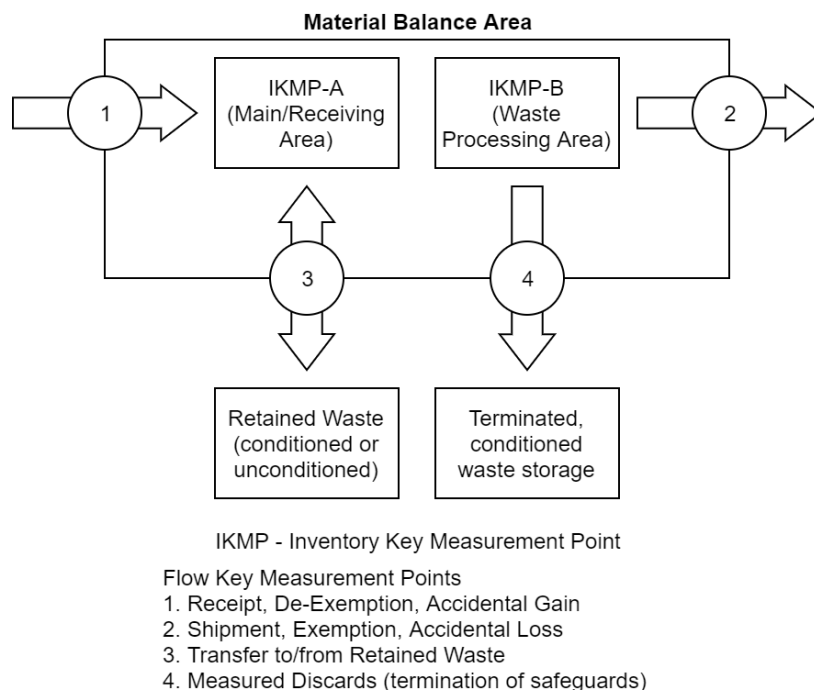 Material Balance Area
1
IKMP-A
(Main/Receiving
Area)
IKMP-B
(Waste
Processing Area)
2
3
4
Retained Waste
(conditioned or
unconditioned)
Terminated,
conditioned
waste storage
IKMP - Inventory Key Measurement Point
Flow Key Measurement Points
1. Receipt, De-Exemption, Accidental Gain
2. Shipment, Exemption, Accidental Loss
3. Transfer to/from Retained Waste
4. Measured Discards (termination of safeguards)